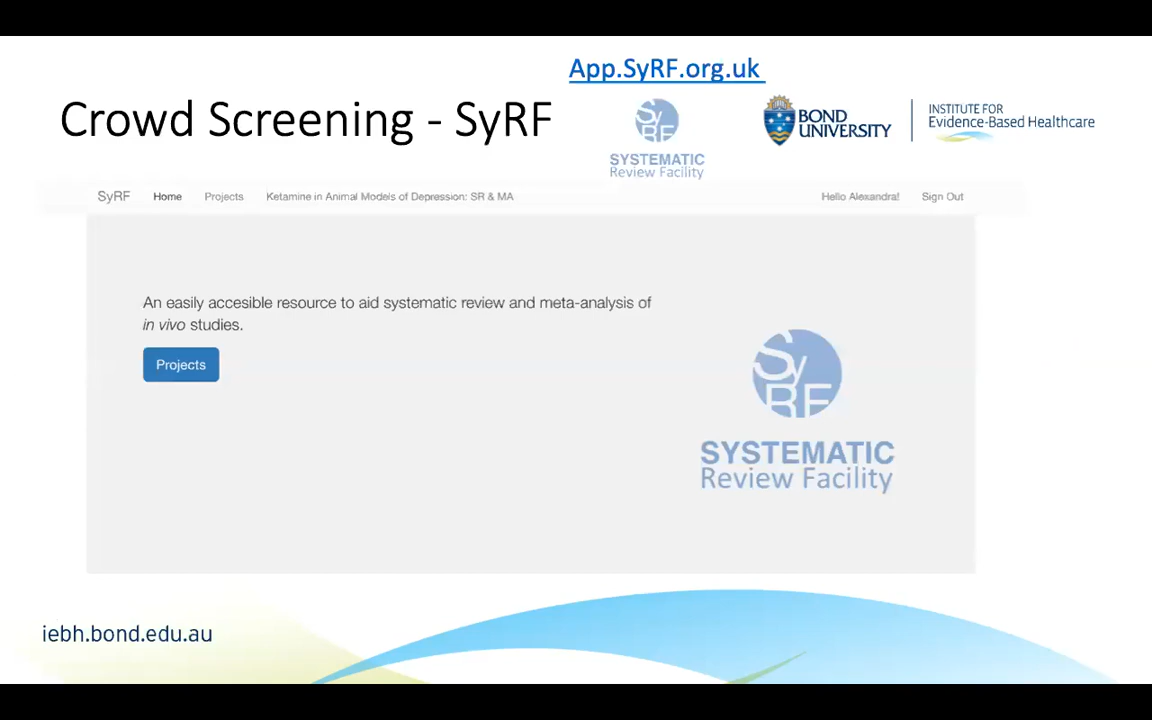 App.SyRF.org.uk
Crowd Screening - SyRF
SyRF
SYSTEMATIC
Review Facility
BOND
UNIVERSITY
INSTITUTE FOR
Evidence-Based Healthcare
SyRF Home Projects Ketamine in Animal Models of Depression: SR & MA Hello Alexandra! Sign Out
An easily accesible resource to aid systematic review and meta-analysis of
in vivo studies.
Projects
SyRF
SYSTEMATIC
Review Facility
iebh.bond.edu.au